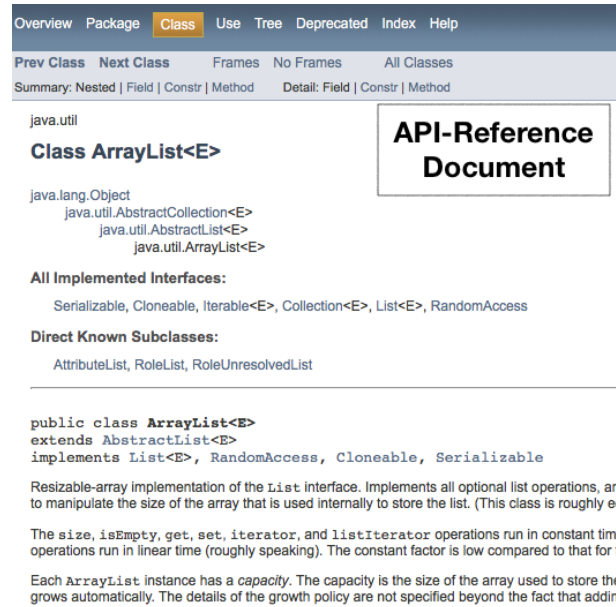 Overview Package Class Use Tree Deprecated Index Help
Prev Class Next Class Frames No Frames All Classes
Summary: Nested | Field | Constr | Method Detail: Field | Constr | Method
java.util
Class ArrayList<E>
API-Reference
Document
java.lang.Object
java.util.AbstractCollection<E>
java.util.AbstractList<E>
java.util.ArrayList<E>
All Implemented Interfaces:
Serializable, Cloneable, Iterable<E>, Collection<E>, List<E>, RandomAccess
Direct Known Subclasses:
AttributeList, RoleList, RoleUnresolvedList
public class ArrayList<E>
extends AbstractList<E>
implements List<E>, RandomAccess, Cloneable, Serializable
Resizable-array implementation of the List interface. Implements all optional list operations,
to manipulate the size of the array that is used internally to store the list. (This class is roughly
The size, isEmpty, get, set, iterator, and listIterator operations run in constant
operations run in linear time (roughly speaking). The constant factor is low compared to that for
Each ArrayList instance has a capacity. The capacity is the size of the array used to store
grows automatically. The details of the growth policy are not specified beyond the fact that